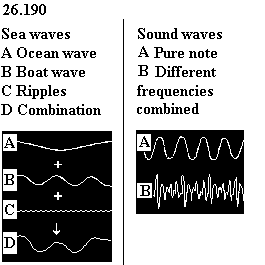 26.190
Sea waves
A Ocean wave
B Boat wave
C Ripples
D Combination
A
+
B
+
C
↓
D
Sound waves
A Pure note
B Different
frequencies
combined
A
B